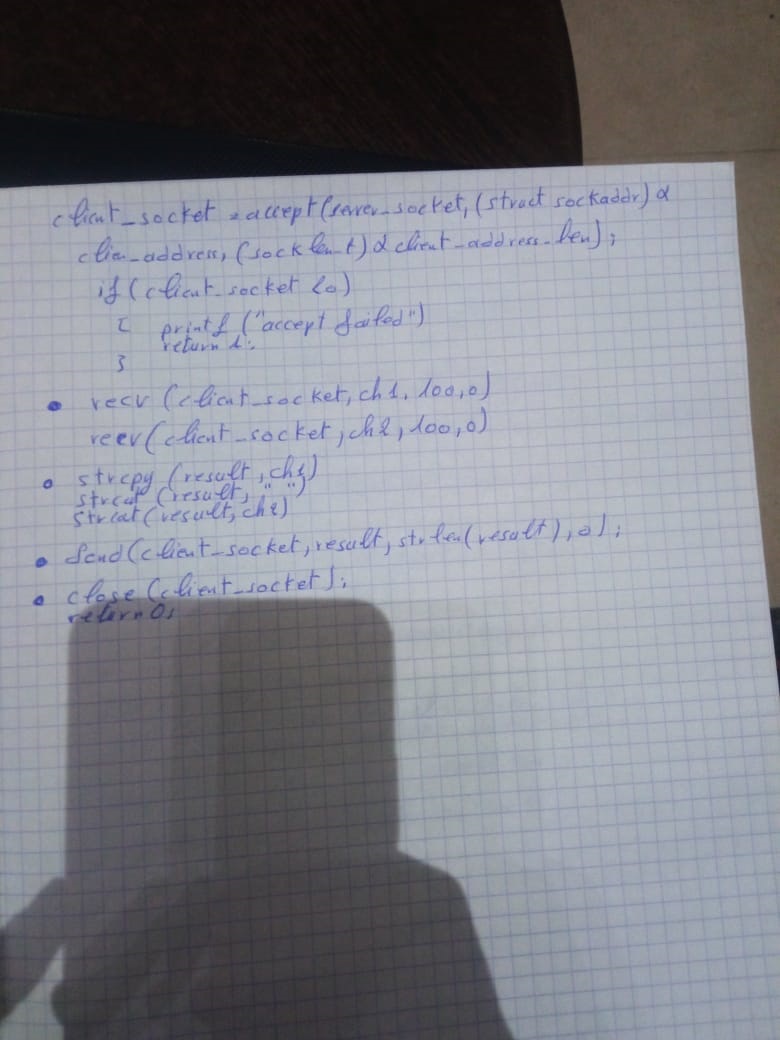 client_socket = accept(server_socket, (struct sockaddr) &
clien_address, (socklen_t) & client_address_len);
if (client_socket < 0)
{ printf ("accept failed")
return 1;
}
• recv (client_socket, ch1, 100, 0)
recv (client_socket, ch2, 100, 0)
• strcpy (result, ch1)
strcat (result, " ")
strcat (result, ch2)
• Send (client_socket, result, strlen(result), 0);
• close (client_socket);
return 0;